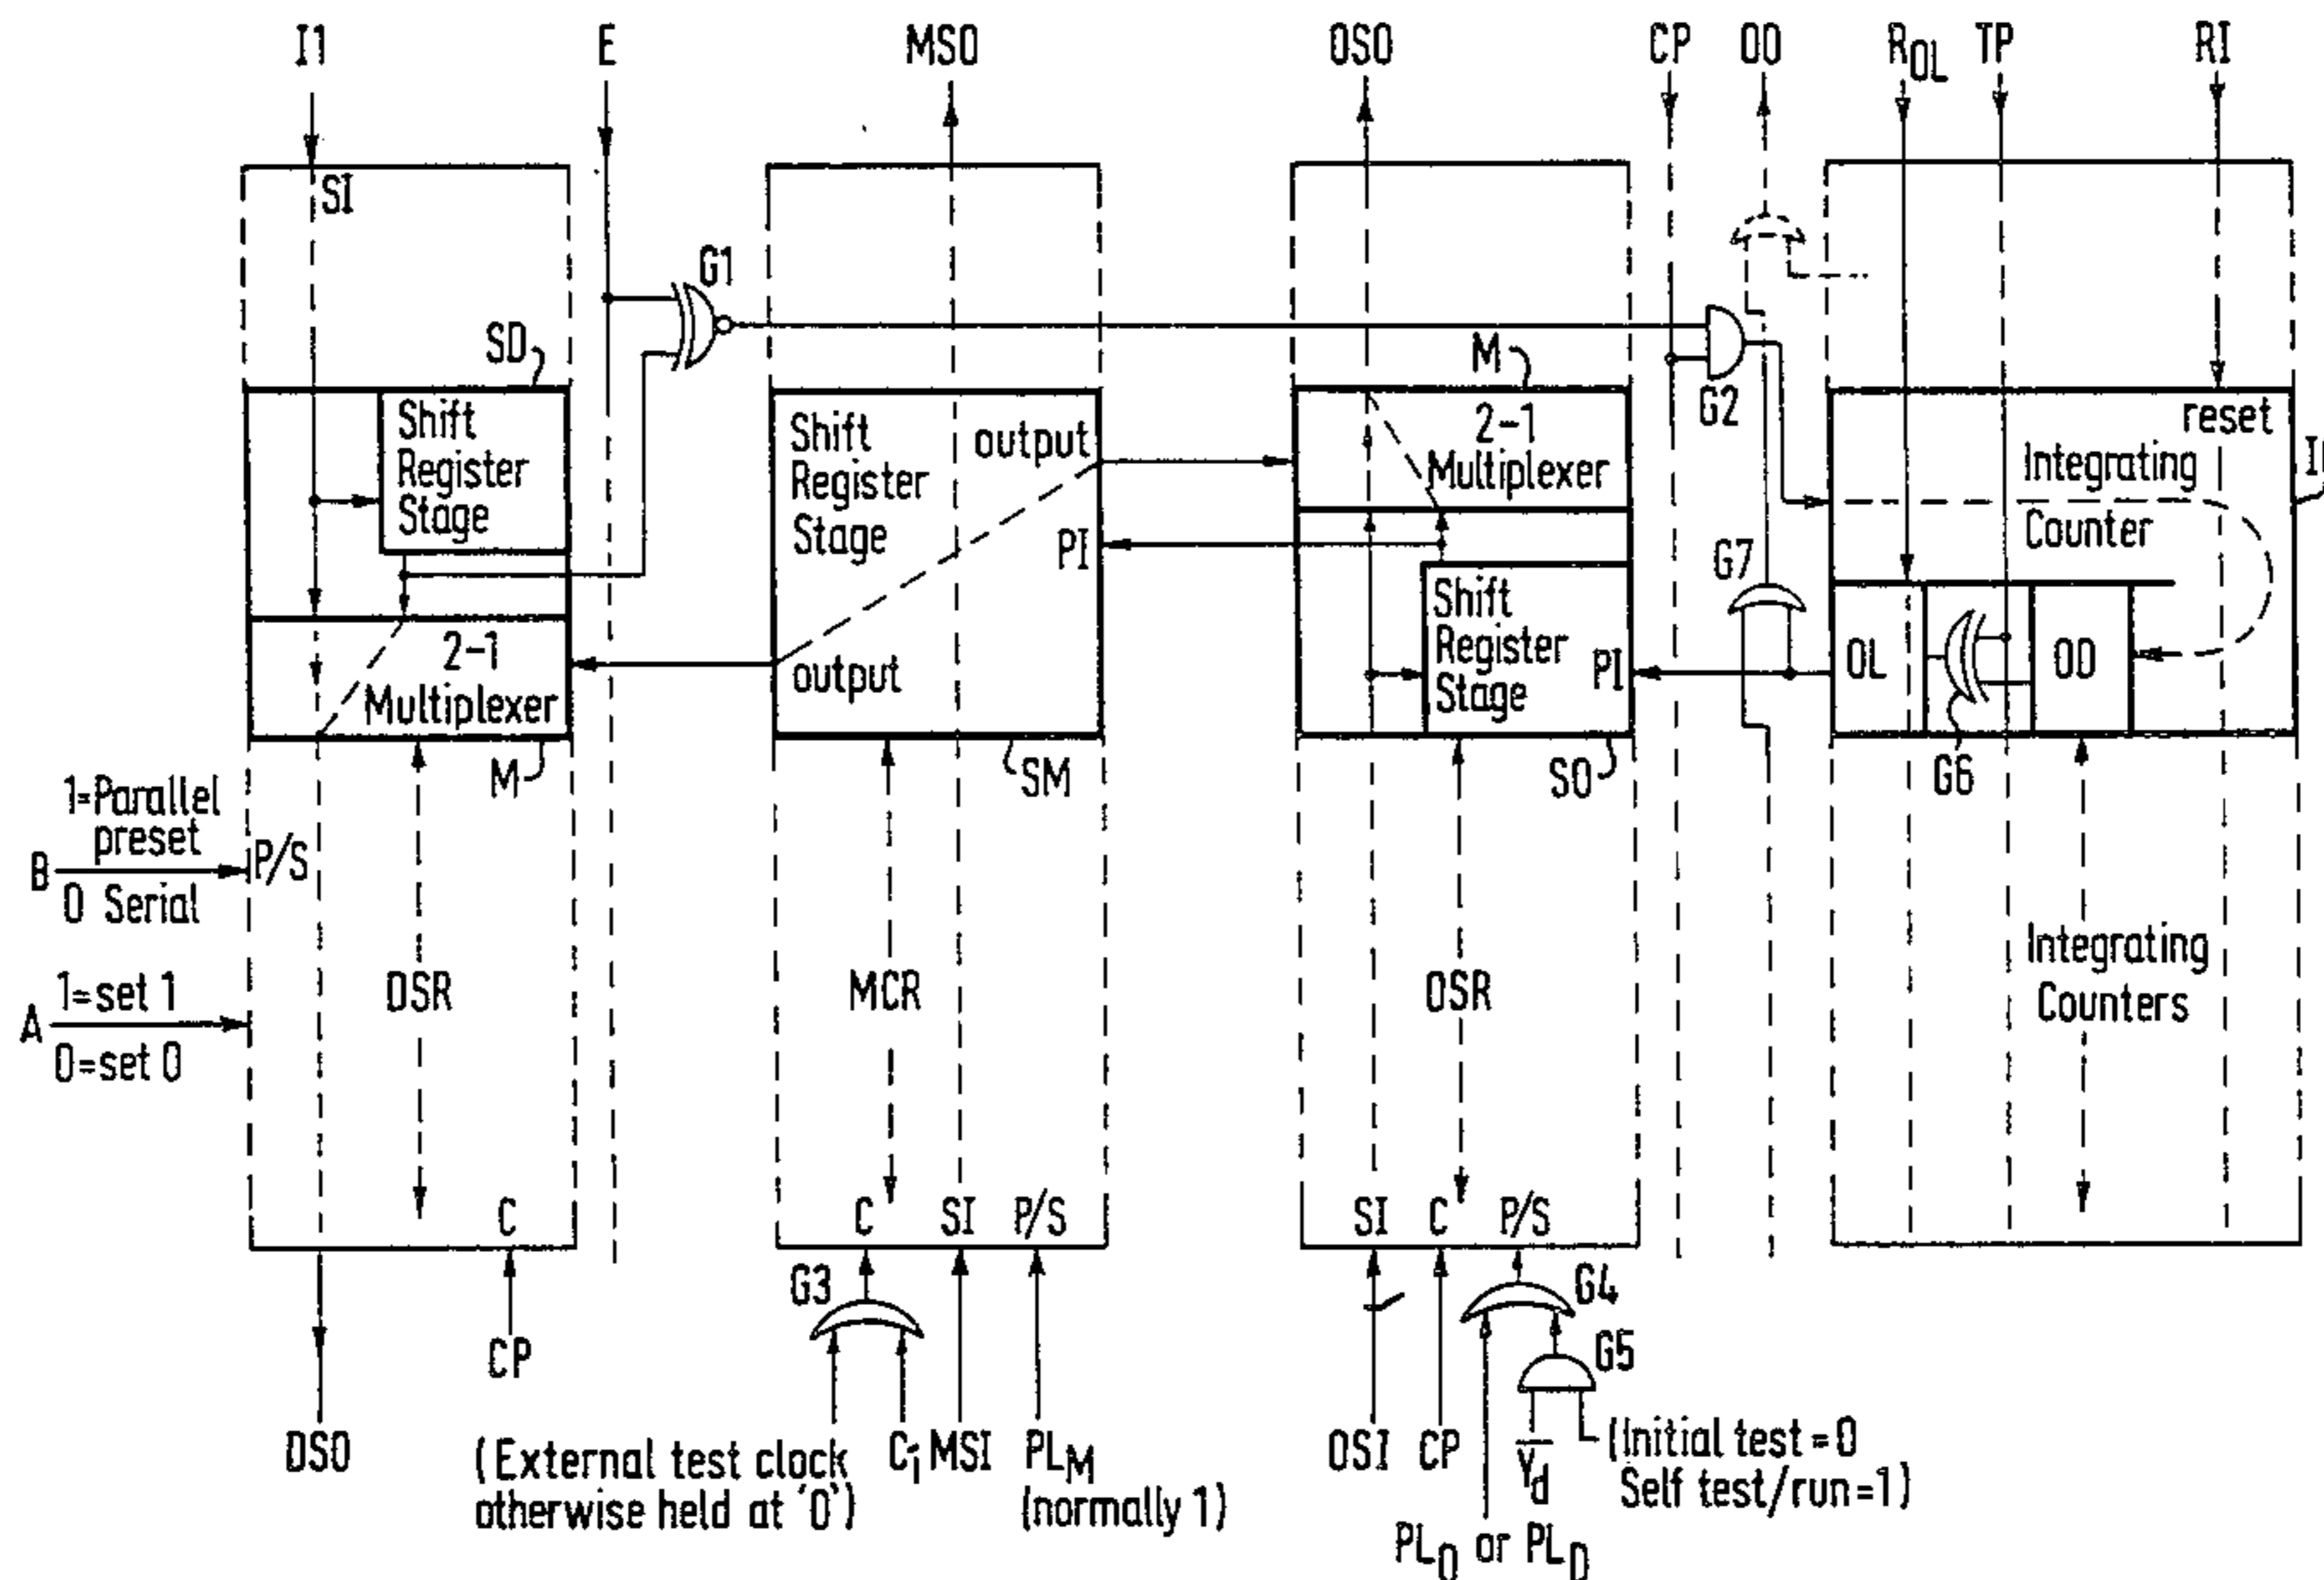 I1
E
MSO
OSO
CP
OO
ROL
TP
RI
SI
G1
SD
Shift
Register
Stage
2-1
Multiplexer
M
Shift
Register
Stage
output
PI
output
SM
M
2-1
Multiplexer
Shift
Register
Stage
PI
SO
G2
G7
reset
Integrating
Counter
OL
OD
G6
1=Parallel
preset
B
P/S
0 Serial
1=set 1
A
0=set 0
DSR
MCR
OSR
Integrating
Counters
C
C
SI
P/S
SI
C
P/S
CP
G3
G4
G5
DSO
(External test clock
otherwise held at '0')
Ci
MSI
PLM
(normally 1)
OSI
CP
Vd
(Initial test=0
Self test/run=1)
PLO or PLD